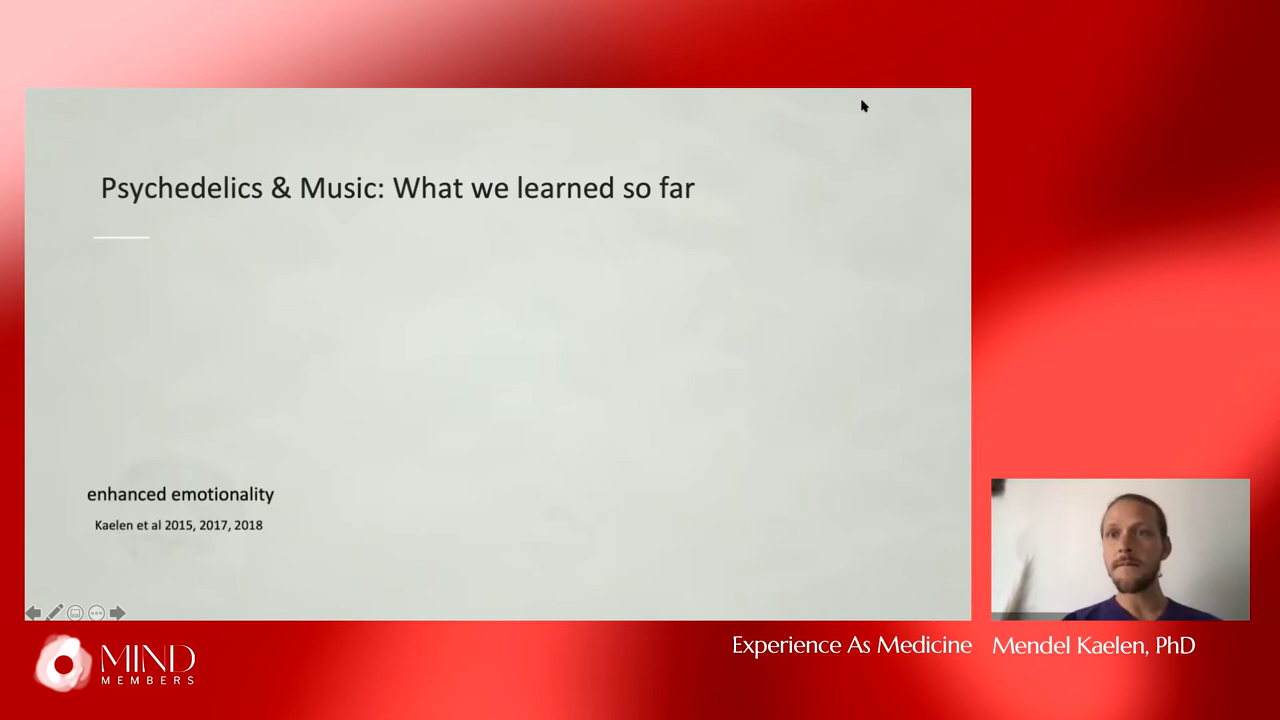 Psychedelics & Music: What we learned so far
enhanced emotionality
Kaelen et al 2015, 2017, 2018
Experience As Medicine
Mendel Kaelen, PhD
MIND
MEMBERS